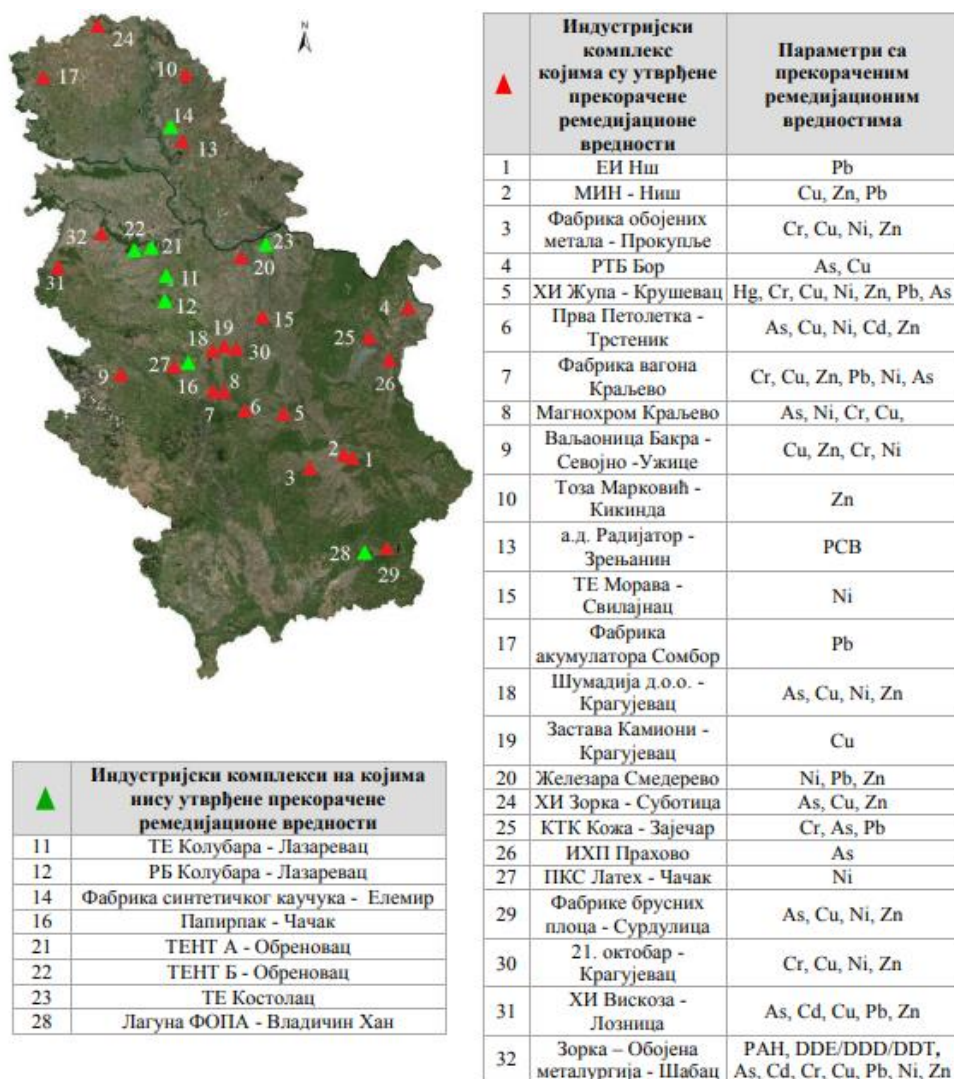 24
17
10
14
13
22
32
21
23
20
31
11
12
4
15
19
18
25
30
27
16
26
9
8
7
6
5
2
1
3
28
29
N
Индустријски
комплекс
којима су утврђене
прекорачене
ремедијационе
вредности
Параметри са
прекораченим
ремедијационим
вредностима
1 ЕИ Нш Pb
2 МИН - Ниш Cu, Zn, Pb
3 Фабрика обојених
метала - Прокупље Cr, Cu, Ni, Zn
4 РТБ Бор As, Cu
5 ХИ Жупа - Крушевац Hg, Cr, Cu, Ni, Zn, Pb, As
6 Прва Петолетка -
Трстеник As, Cu, Ni, Cd, Zn
7 Фабрика вагона
Краљево Cr, Cu, Zn, Pb, Ni, As
8 Магнохром Краљево As, Ni, Cr, Cu,
9 Ваљаоница Бакра -
Севојно -Ужице Cu, Zn, Cr, Ni
10 Тоза Марковић -
Кикинда Zn
13 а.д. Радијатор -
Зрењанин PCB
15 ТЕ Морава -
Свилајнац Ni
17 Фабрика
акумулатора Сомбор Pb
18 Шумадија д.о.о. -
Крагујевац As, Cu, Ni, Zn
19 Застава Камиони -
Крагујевац Cu
20 Железара Смедерево Ni, Pb, Zn
24 ХИ Зорка - Суботица As, Cu, Zn
25 КТК Кожа - Зајечар Cr, As, Pb
26 ИХП Прахово As
27 ПКС Латех - Чачак Ni
29 Фабрике брусних
плоца - Сурдулица As, Cu, Ni, Zn
30 21. октобар -
Крагујевац Cr, Cu, Ni, Zn
31 ХИ Вискоза -
Лозница As, Cd, Cu, Pb, Zn
32 Зорка – Обојена
металургија - Шабац PAH, DDE/DDD/DDT,
As, Cd, Cr, Cu, Pb, Ni, Zn
Индустријски комплекси на којима
нису утврђене прекорачене
ремедијационе вредности
11 ТЕ Колубара - Лазаревац
12 РБ Колубара - Лазаревац
14 Фабрика синтетичког каучука - Елемир
16 Папирпак - Чачак
21 ТЕНТ А - Обреновац
22 ТЕНТ Б - Обреновац
23 ТЕ Костолац
28 Лагуна ФОПА - Владичин Хан